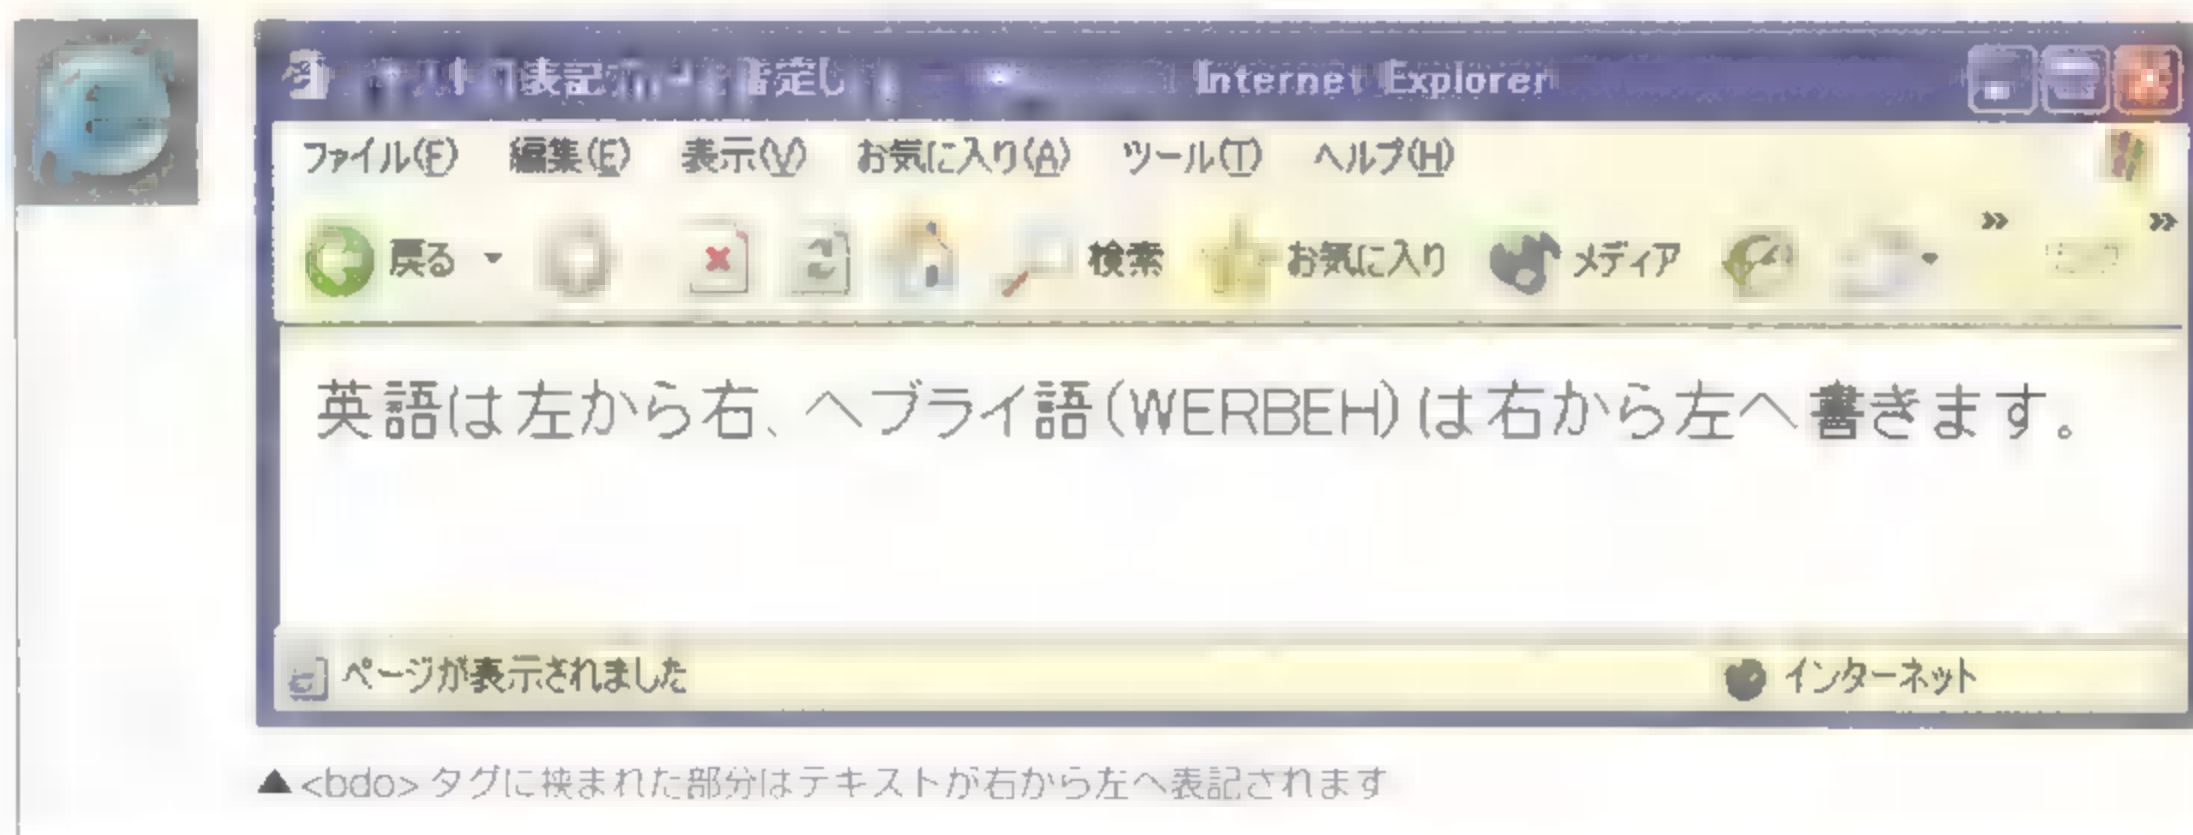 表記 指定し Internet Explorer
ファイル(F) 編集(E) 表示(V) お気に入り(A) ツール(T) ヘルプ(H)
戻る 検索 お気に入り メディア » »
英語は左から右、ヘブライ語(WERBEH)は右から左へ書きます。
ページが表示されました インターネット
▲<bdo>タグに挟まれた部分はテキストが右から左へ表記されます